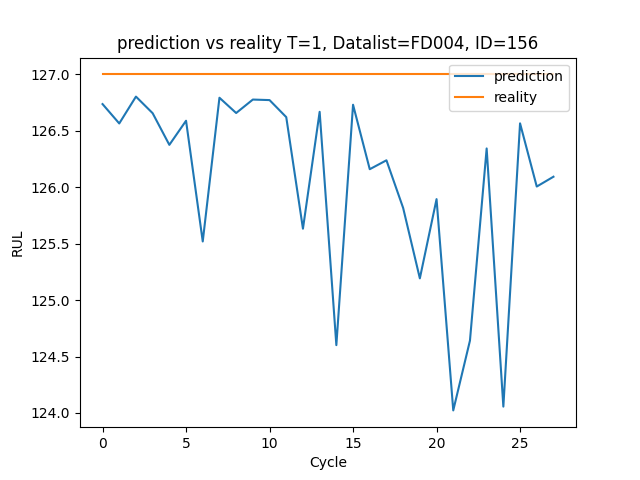 prediction vs reality T=1, Datalist=FD004, ID=156
prediction
reality
127.0
126.5
126.0
125.5
125.0
124.5
124.0
RUL
0 5 10 15 20 25
Cycle